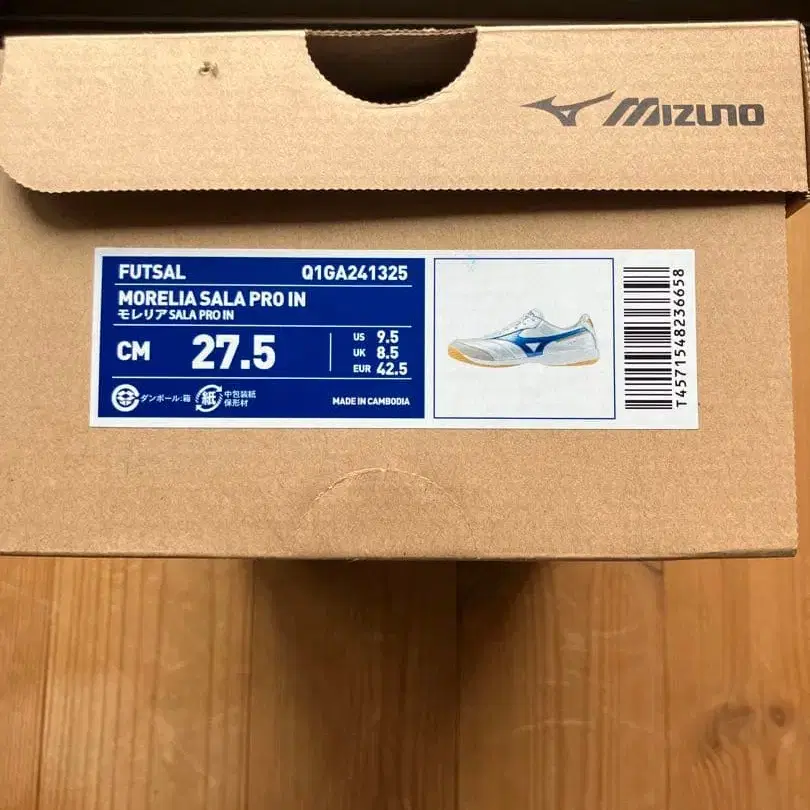 MIZUNO
FUTSAL Q1GA241325
MORELIA SALA PRO IN
モレリア SALA PRO IN
CM 27.5
US 9.5
UK 8.5
EUR 42.5
ダンボール:箱
紙
中包装紙
保形材
MADE IN CAMBODIA
T4571548236658